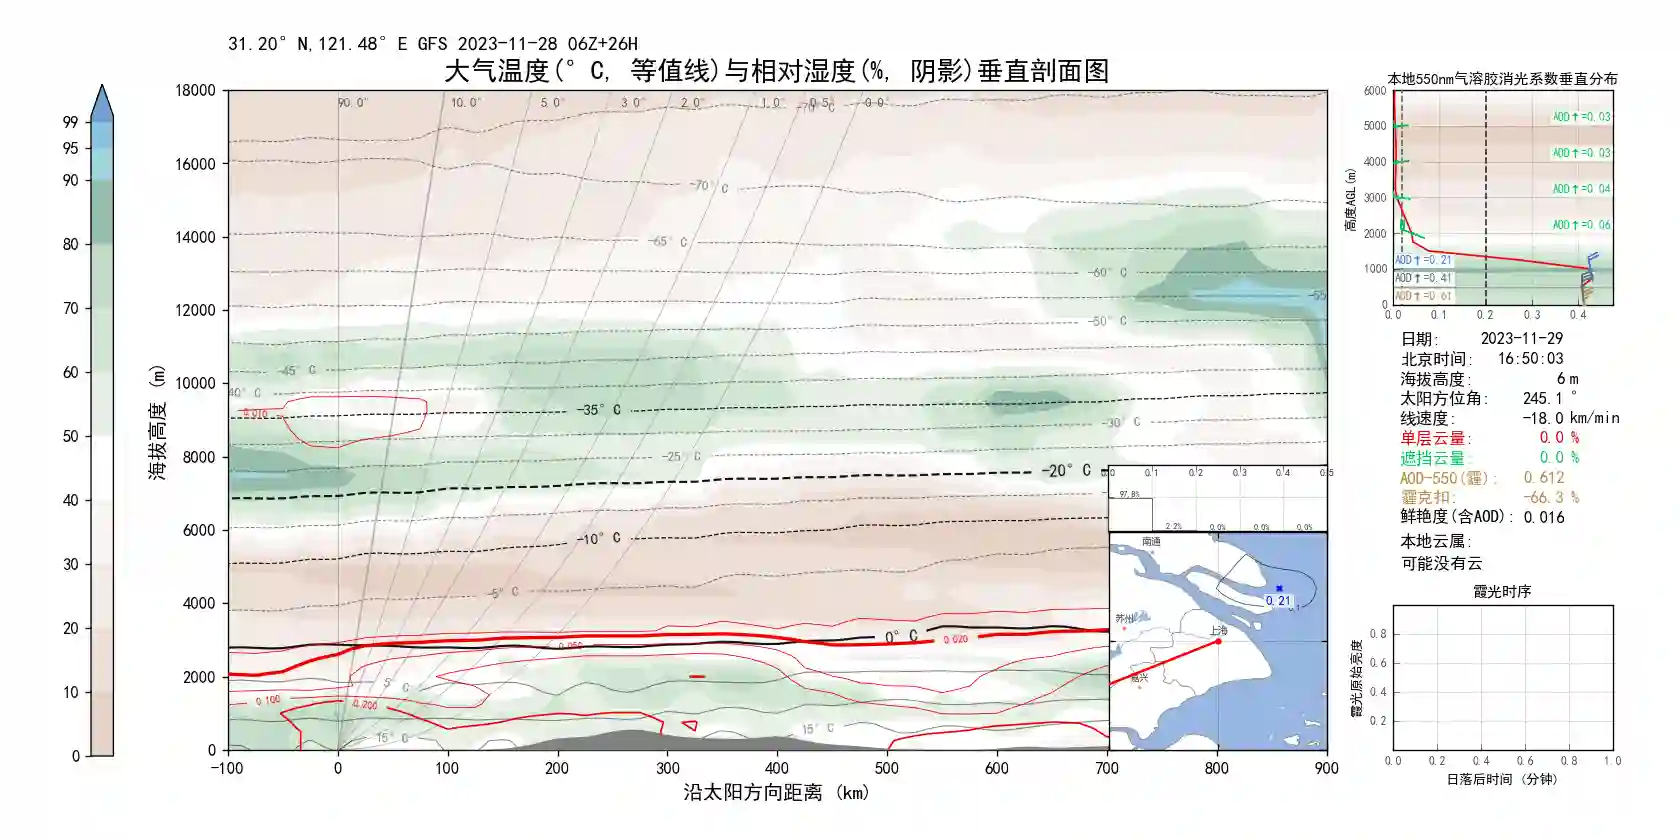 31.20° N,121.48° E GFS 2023-11-28 06Z+26H
大气温度(° C, 等值线)与相对湿度(%, 阴影)垂直剖面图
99
95
90
80
70
60
50
40
30
20
10
0
海拔高度 (m)
18000
16000
14000
12000
10000
8000
6000
4000
2000
0
90.0° 10.0° 5.0° 3.0° 2.0° 1.0° 0.5° 0.0°
-70° C
-70° C
-65° C
-60° C
-55
-50° C
-45° C
40° C
-35° C
-30° C
-25° C
-20° C
-10° C
-5° C
0° C
5° C
15° C
15° C
0.016
0.020
0.050
0.100
0.200
-100 0 100 200 300 400 500 600 700 800 900
沿太阳方向距离 (km)
0.0 0.1 0.2 0.3 0.4 0.5
97.8%
2.2% 0.0% 0.0% 0.0%
南通
苏州
上海
嘉兴
0.21
本地550nm气溶胶消光系数垂直分布
高度AGL(m)
6000
5000
4000
3000
2000
1000
0
AOD↑=0.03
AOD↑=0.03
AOD↑=0.04
AOD↑=0.06
AOD↑=0.21
AOD↑=0.41
AOD↑=0.61
0.0 0.1 0.2 0.3 0.4
日期: 2023-11-29
北京时间: 16:50:03
海拔高度: 6 m
太阳方位角: 245.1 °
线速度: -18.0 km/min
单层云量: 0.0 %
遮挡云量: 0.0 %
AOD-550(霾): 0.612
霾克扣: -66.3 %
鲜艳度(含AOD): 0.016
本地云属:
可能没有云
霞光时序
霞光原始亮度
0.8
0.6
0.4
0.2
0.0 0.2 0.4 0.6 0.8 1.0
日落后时间 (分钟)